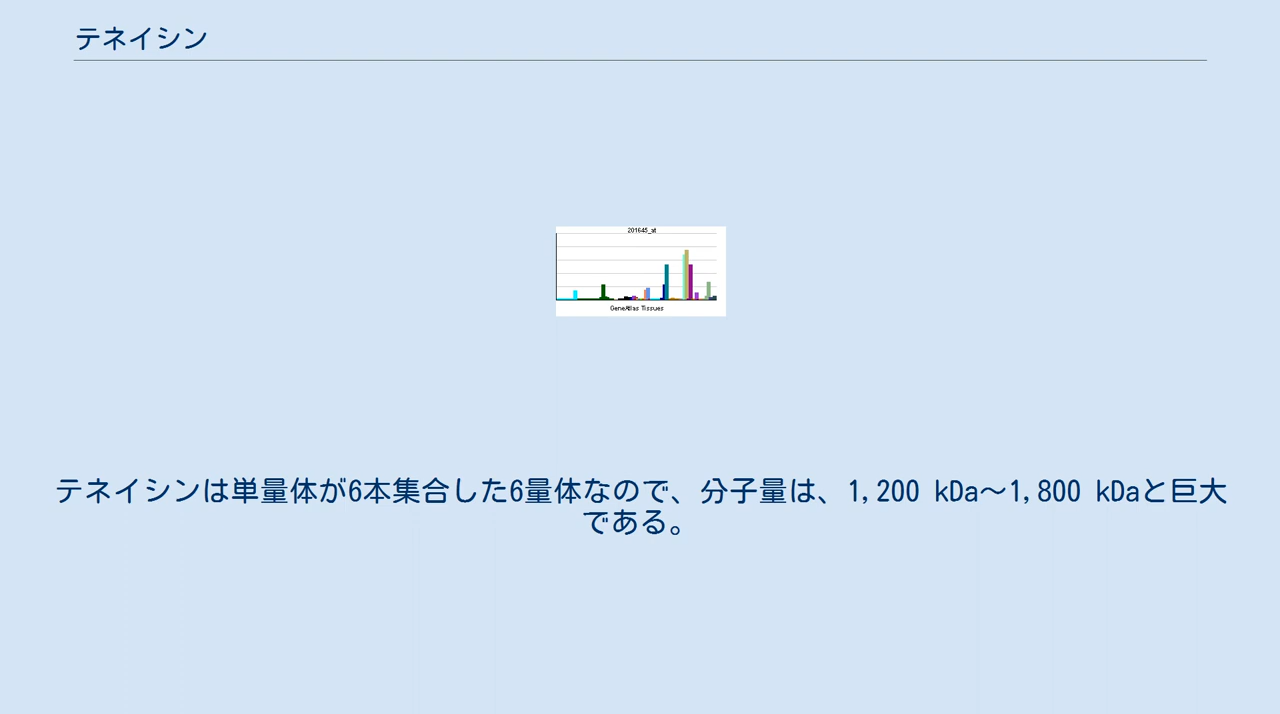 テネイシン
201645_at
GeneAtlas Tissues
テネイシンは単量体が6本集合した6量体なので、分子量は、1,200 kDa～1,800 kDaと巨大
である。